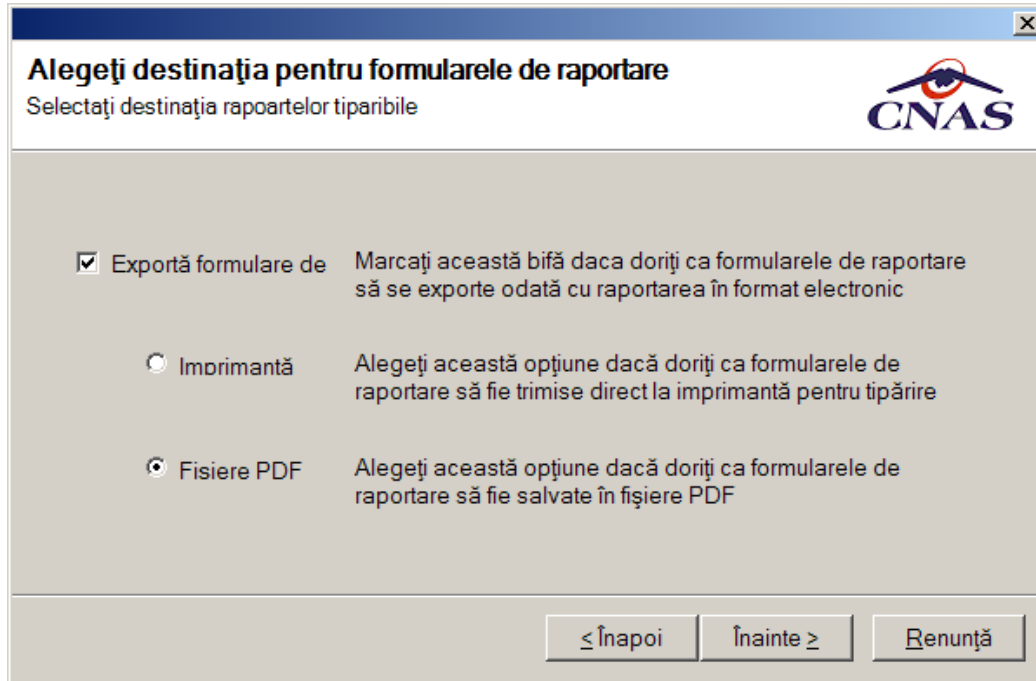 Alegeţi destinaţia pentru formularele de raportare
Selectaţi destinaţia rapoartelor tiparibile
CNAS
Exportă formulare de
Marcaţi această bifă daca doriţi ca formularele de raportare
să se exporte odată cu raportarea în format electronic
Imprimantă
Alegeţi această opţiune dacă doriţi ca formularele de
raportare să fie trimise direct la imprimantă pentru tipărire
Fisiere PDF
Alegeţi această opţiune dacă doriţi ca formularele de
raportare să fie salvate în fişiere PDF
< Înapoi
Înainte >
Renunţă